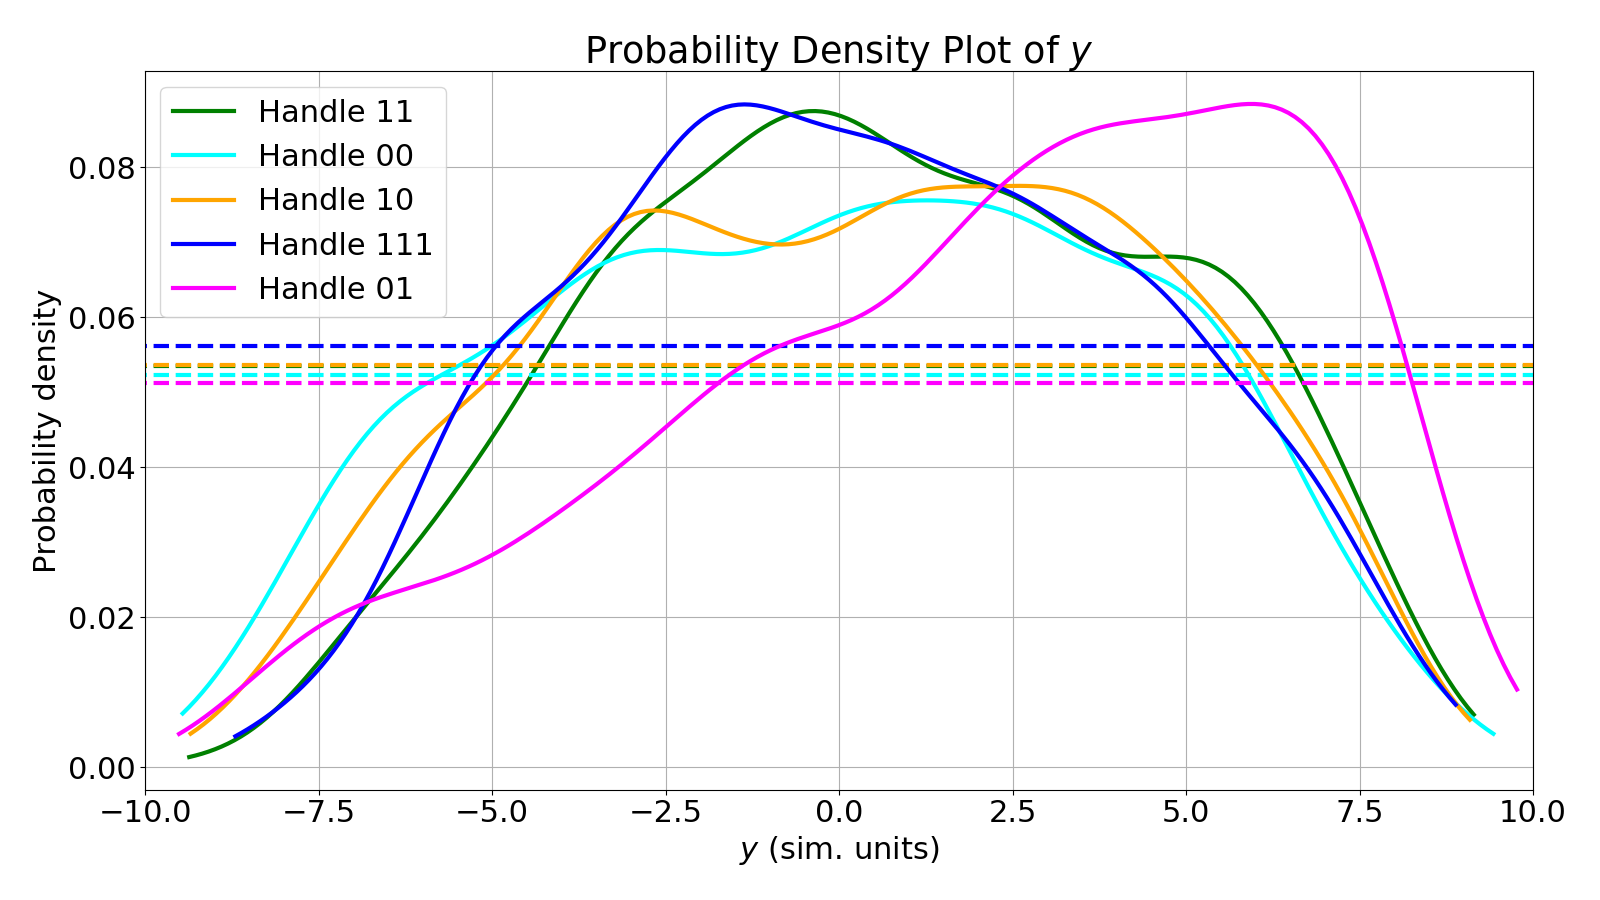 Probability Density Plot of y
Handle 11
Handle 00
Handle 10
Handle 111
Handle 01
Probability density
0.08
0.06
0.04
0.02
0.00
−10.0 −7.5 −5.0 −2.5 0.0 2.5 5.0 7.5 10.0
y (sim. units)